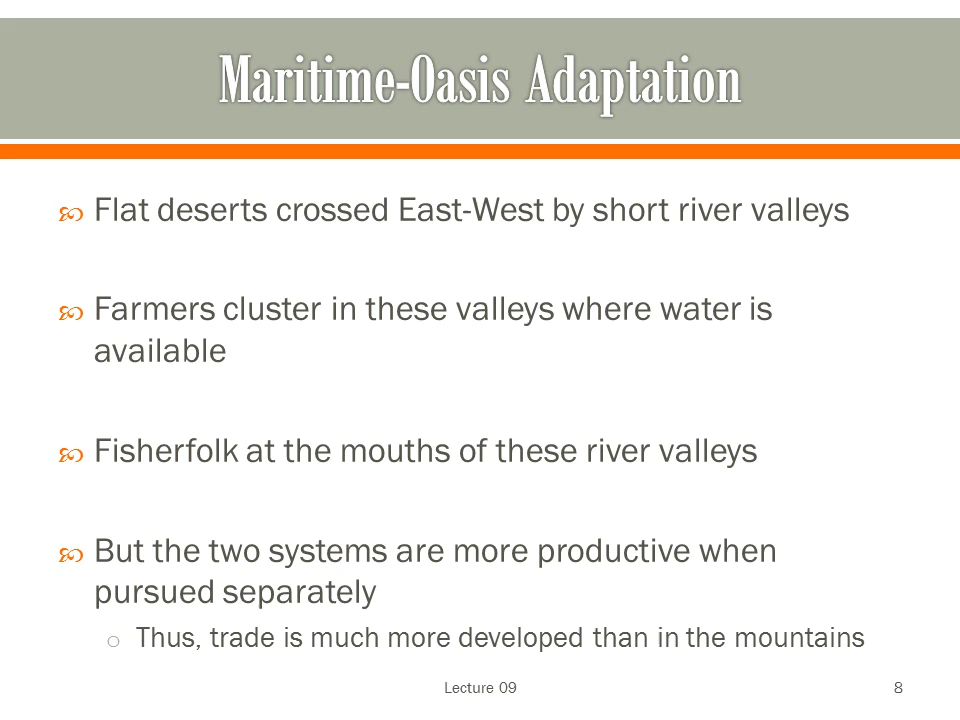 Maritime-Oasis Adaptation
Flat deserts crossed East-West by short river valleys
Farmers cluster in these valleys where water is
available
Fisherfolk at the mouths of these river valleys
But the two systems are more productive when
pursued separately
Thus, trade is much more developed than in the mountains
Lecture 09
8